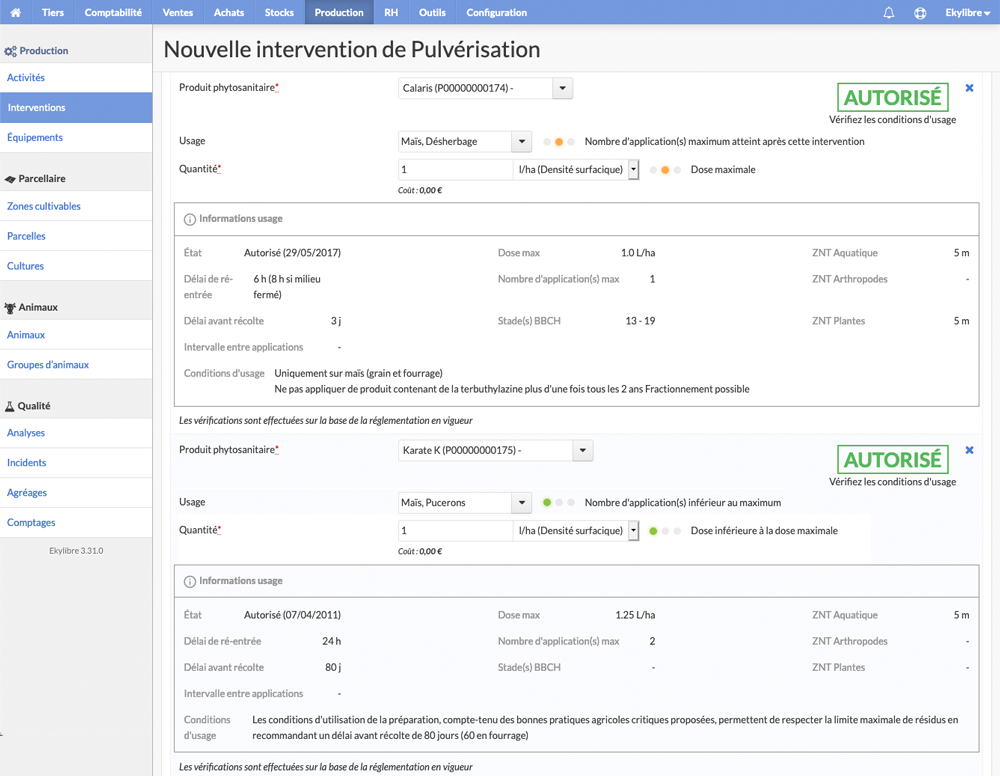 Tiers Comptabilité Ventes Achats Stocks Production RH Outils Configuration Ekylibre
Nouvelle intervention de Pulvérisation
Production
Activités
Interventions
Équipements
Parcellaire
Zones cultivables
Parcelles
Cultures
Animaux
Animaux
Groupes d'animaux
Qualité
Analyses
Incidents
Agréages
Comptages
Ekylibre 3.31.0
Produit phytosanitaire* Calaris (P00000000174) - AUTORISÉ
Vérifiez les conditions d'usage
Usage Maïs, Désherbage Nombre d'application(s) maximum atteint après cette intervention
Quantité* 1 l/ha (Densité surfacique) Dose maximale
Coût : 0,00 €
Informations usage
État Autorisé (29/05/2017) Dose max 1.0 L/ha ZNT Aquatique 5 m
Délai de ré- 6 h (8 h si milieu Nombre d'application(s) max 1 ZNT Arthropodes -
entrée fermé)
Délai avant récolte 3 j Stade(s) BBCH 13 - 19 ZNT Plantes 5 m
Intervalle entre applications -
Conditions d'usage Uniquement sur maïs (grain et fourrage)
Ne pas appliquer de produit contenant de la terbuthylazine plus d'une fois tous les 2 ans Fractionnement possible
Les vérifications sont effectuées sur la base de la réglementation en vigueur
Produit phytosanitaire* Karate K (P00000000175) - AUTORISÉ
Vérifiez les conditions d'usage
Usage Maïs, Pucerons Nombre d'application(s) inférieur au maximum
Quantité* 1 l/ha (Densité surfacique) Dose inférieure à la dose maximale
Coût : 0,00 €
Informations usage
État Autorisé (07/04/2011) Dose max 1.25 L/ha ZNT Aquatique 5 m
Délai de ré-entrée 24 h Nombre d'application(s) max 2 ZNT Arthropodes -
Délai avant récolte 80 j Stade(s) BBCH - ZNT Plantes -
Intervalle entre applications -
Conditions Les conditions d'utilisation de la préparation, compte-tenu des bonnes pratiques agricoles critiques proposées, permettent de respecter la limite maximale de résidus en
d'usage recommandant un délai avant récolte de 80 jours (60 en fourrage)
Les vérifications sont effectuées sur la base de la réglementation en vigueur